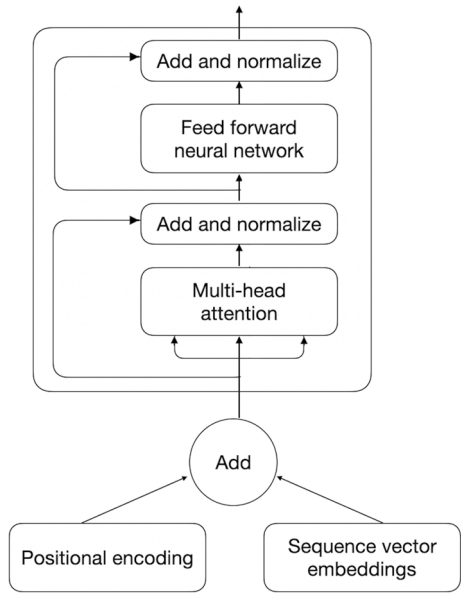 Add and normalize
Feed forward
neural network
Add and normalize
Multi-head
attention
Add
Positional encoding
Sequence vector
embeddings